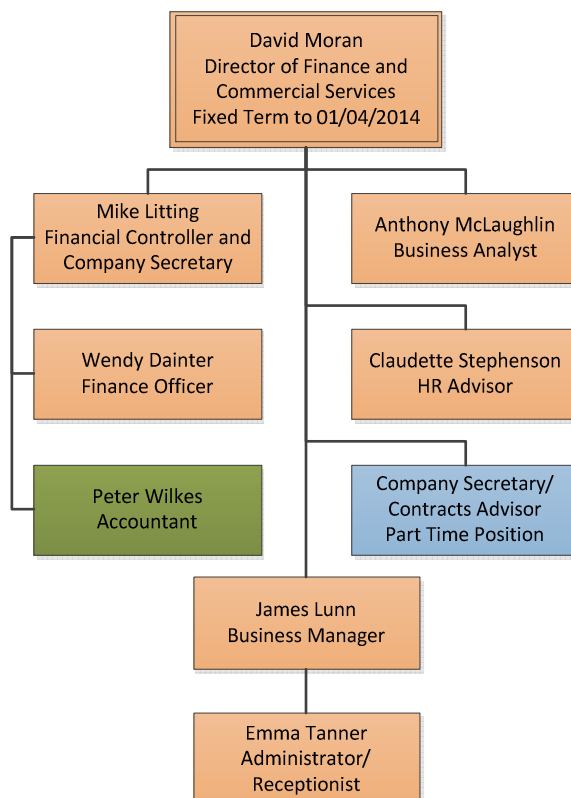 David Moran
Director of Finance and
Commercial Services
Fixed Term to 01/04/2014
Mike Litting
Financial Controller and
Company Secretary
Anthony McLaughlin
Business Analyst
Wendy Dainter
Finance Officer
Claudette Stephenson
HR Advisor
Peter Wilkes
Accountant
Company Secretary/
Contracts Advisor
Part Time Position
James Lunn
Business Manager
Emma Tanner
Administrator/
Receptionist